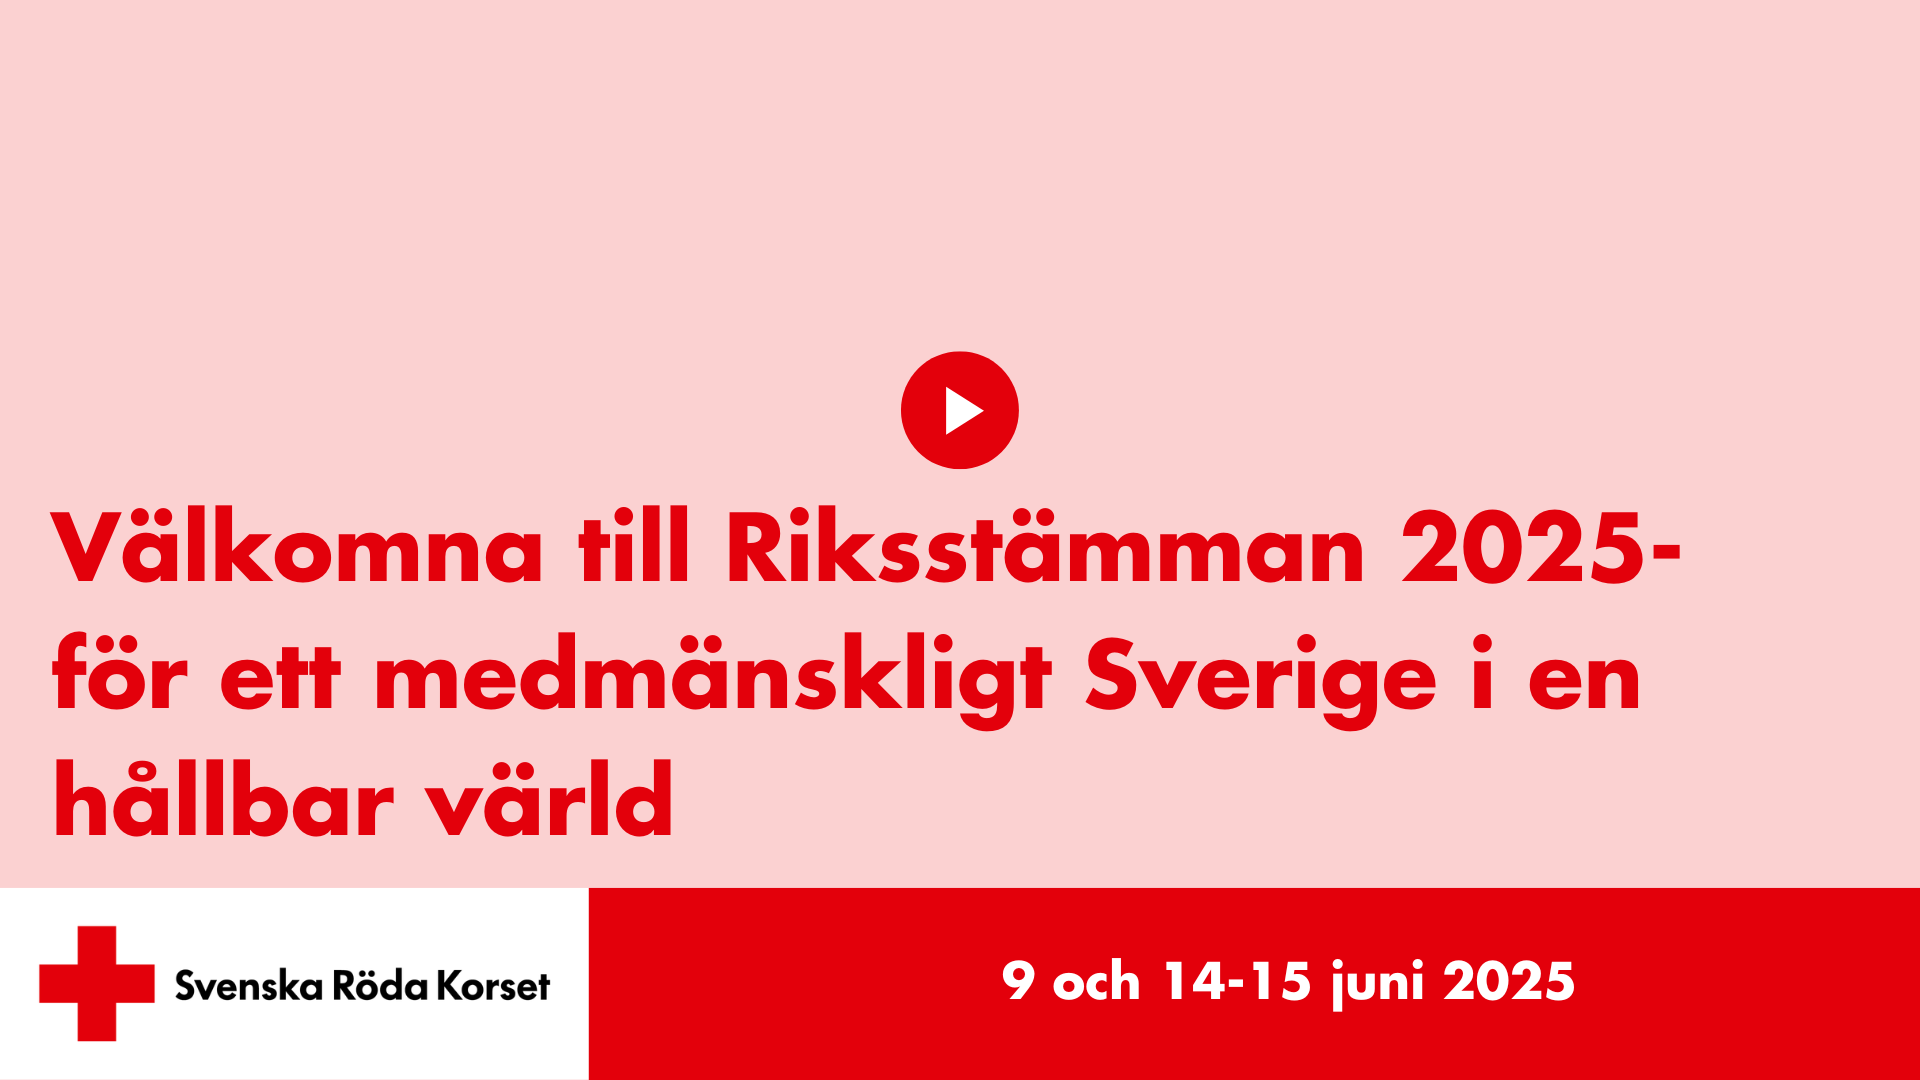 Välkomna till Riksstämman 2025-
för ett medmänskligt Sverige i en
hållbar värld
Svenska Röda Korset
9 och 14-15 juni 2025